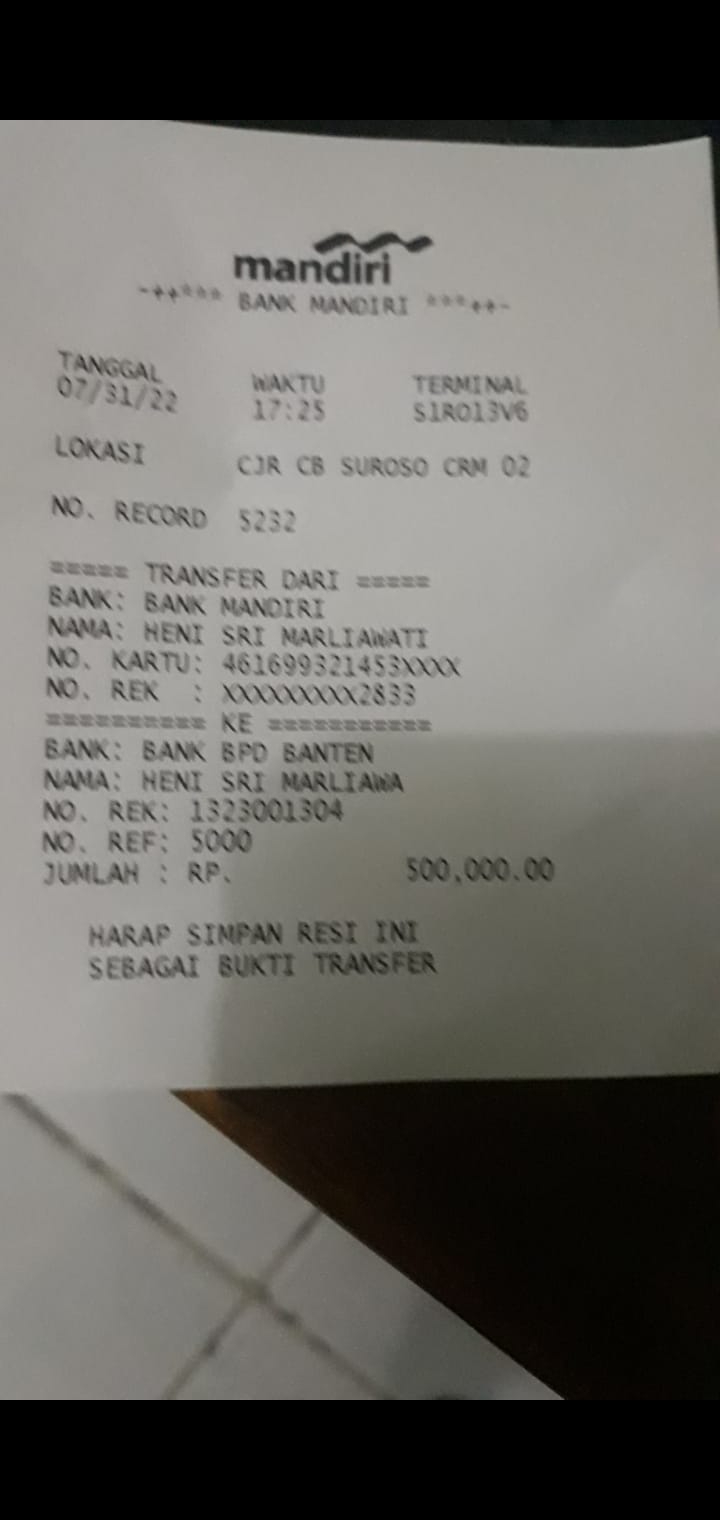 mandiri
-++*** BANK MANDIRI ***++-
TANGGAL WAKTU TERMINAL
07/31/22 17:25 S1RO13V6
LOKASI CJR CB SUROSO CRM 02
NO. RECORD 5232
===== TRANSFER DARI =====
BANK: BANK MANDIRI
NAMA: HENI SRI MARLIAWATI
NO. KARTU: 461699321453XXXX
NO. REK : XXXXXXXXX2833
========== KE ==========
BANK: BANK BPD BANTEN
NAMA: HENI SRI MARLIAWA
NO. REK: 1323001304
NO. REF: 5000
JUMLAH : RP. 500,000.00
HARAP SIMPAN RESI INI
SEBAGAI BUKTI TRANSFER